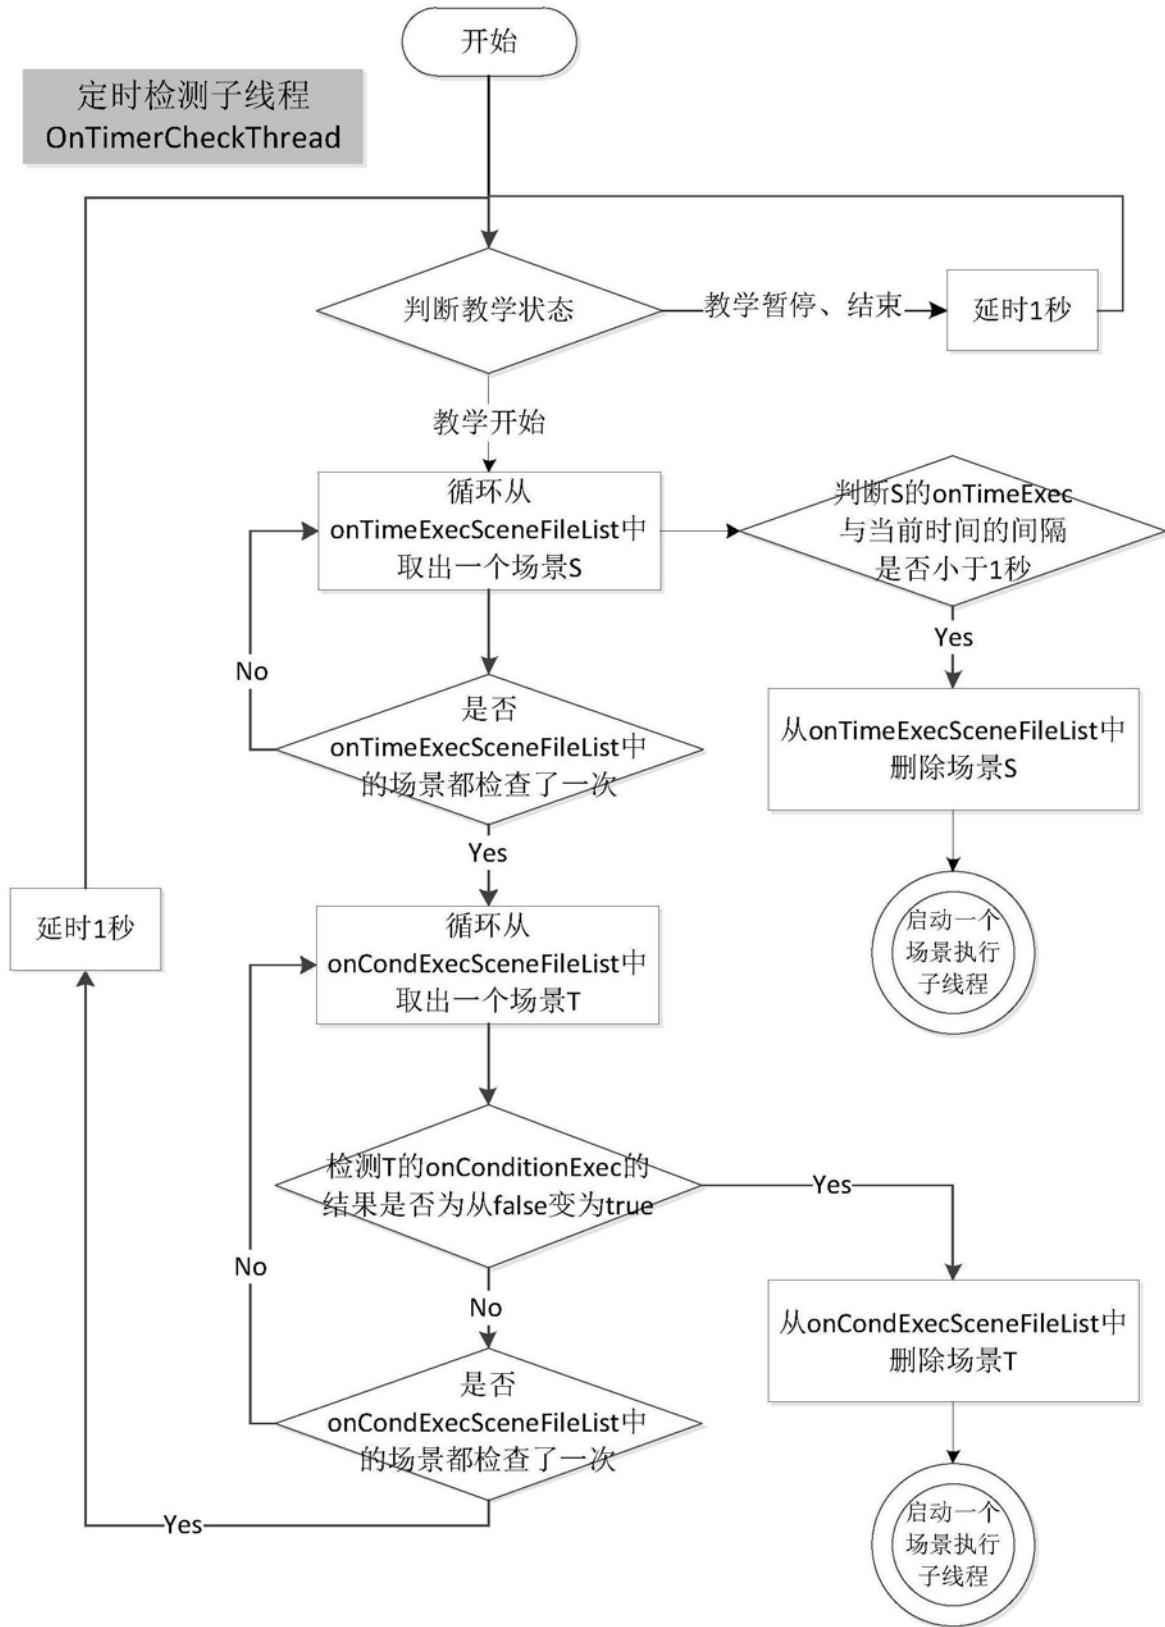 开始
定时检测子线程
OnTimerCheckThread
判断教学状态
教学暂停、结束
延时1秒
教学开始
循环从
onTimeExecSceneFileList中
取出一个场景S
判断S的onTimeExec
与当前时间的间隔
是否小于1秒
No
Yes
是否
onTimeExecSceneFileList中
的场景都检查了一次
从onTimeExecSceneFileList中
删除场景S
Yes
延时1秒
循环从
onCondExecSceneFileList中
取出一个场景T
启动一个
场景执行
子线程
检测T的onConditionExec的
结果是否为从false变为true
Yes
No
No
从onCondExecSceneFileList中
删除场景T
是否
onCondExecSceneFileList中
的场景都检查了一次
Yes
启动一个
场景执行
子线程